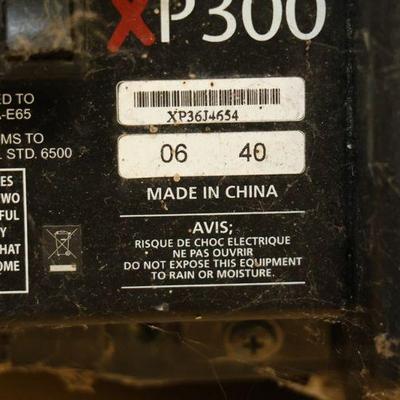 XP300
ED TO
-E65
MS TO
STD. 6500
XP36J4654
06 40
MADE IN CHINA
ES
WO
FUL
Y
HAT
OME
AVIS;
RISQUE DE CHOC ELECTRIQUE
NE PAS OUVRIR
DO NOT EXPOSE THIS EQUIPMENT
TO RAIN OR MOISTURE.